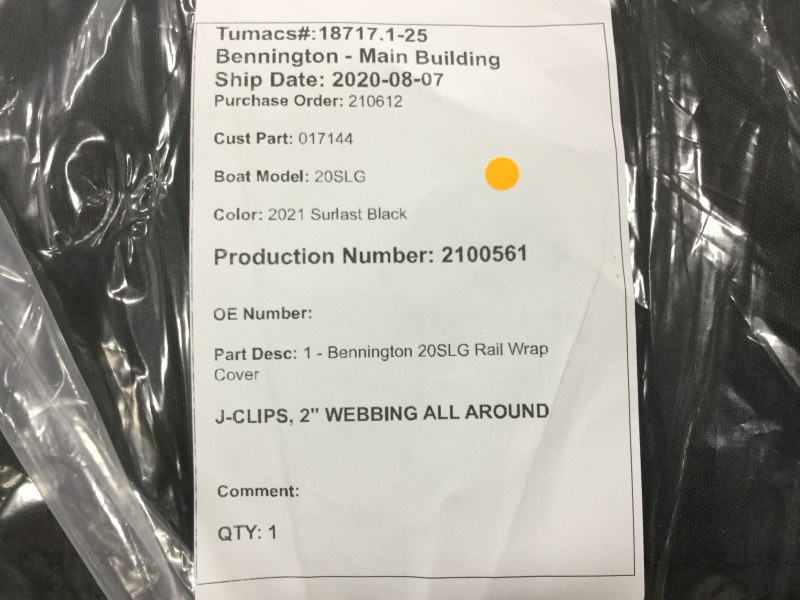 Tumacs#:18717.1-25
Bennington - Main Building
Ship Date: 2020-08-07
Purchase Order: 210612
Cust Part: 017144
Boat Model: 20SLG
Color: 2021 Surlast Black
Production Number: 2100561
OE Number:
Part Desc: 1 - Bennington 20SLG Rail Wrap
Cover
J-CLIPS, 2" WEBBING ALL AROUND
Comment:
QTY: 1